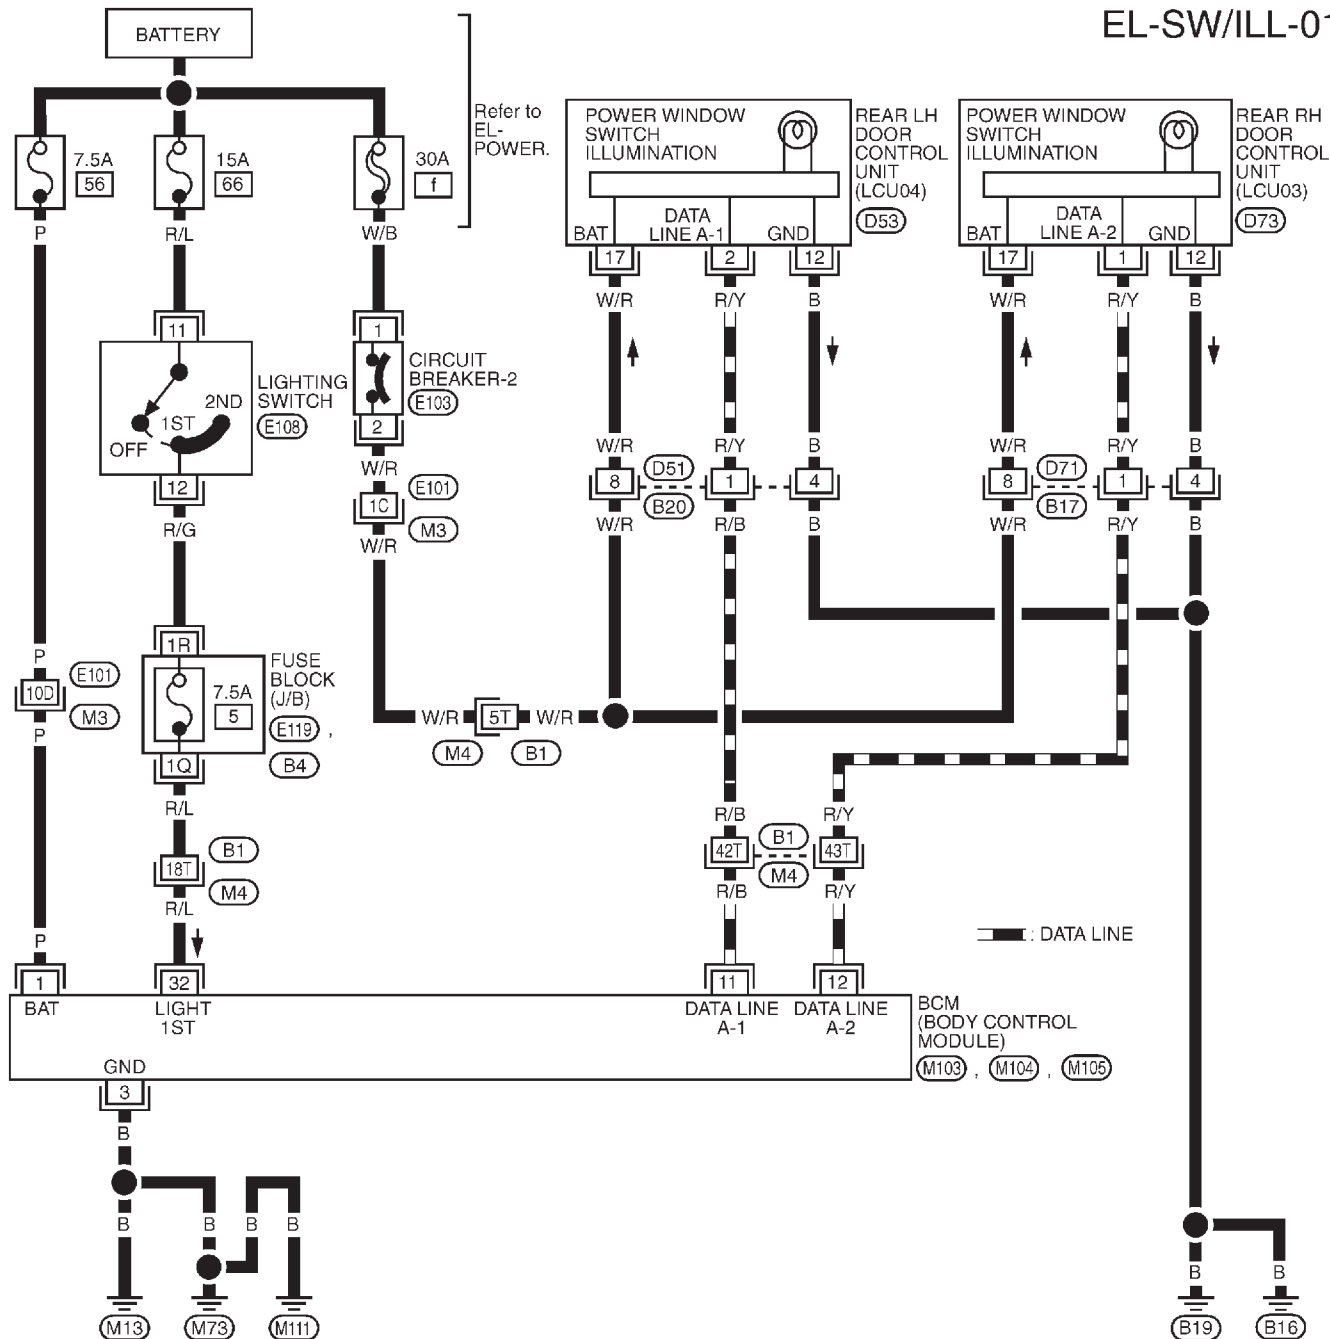 EL-SW/ILL-01
BATTERY
Refer to
EL-
POWER.
7.5A
56
15A
66
30A
f
P
R/L
W/B
POWER WINDOW
SWITCH
ILLUMINATION
BAT
DATA
LINE A-1
GND
REAR LH
DOOR
CONTROL
UNIT
(LCU04)
D53
POWER WINDOW
SWITCH
ILLUMINATION
BAT
DATA
LINE A-2
GND
REAR RH
DOOR
CONTROL
UNIT
(LCU03)
D73
17
2
12
17
1
12
W/R
R/Y
B
W/R
R/Y
B
11
OFF
1ST
2ND
LIGHTING
SWITCH
E108
12
R/G
1
CIRCUIT
BREAKER-2
E103
2
W/R
1C
E101
M3
W/R
W/R
R/Y
B
W/R
R/Y
B
8
D51
B20
1
4
8
D71
B17
1
4
W/R
R/B
B
W/R
R/Y
B
P
10D
E101
M3
P
1R
7.5A
5
FUSE
BLOCK
(J/B)
E119 ,
B4
1Q
R/L
18T
B1
M4
R/L
W/R
5T
W/R
M4
B1
R/B
R/Y
42T
B1
M4
43T
R/B
R/Y
: DATA LINE
P
1
32
11
12
BAT
LIGHT
1ST
DATA LINE
A-1
DATA LINE
A-2
BCM
(BODY CONTROL
MODULE)
M103 , M104 , M105
GND
3
B
B
B
B
B
B
B
M13
M73
M111
B19
B16